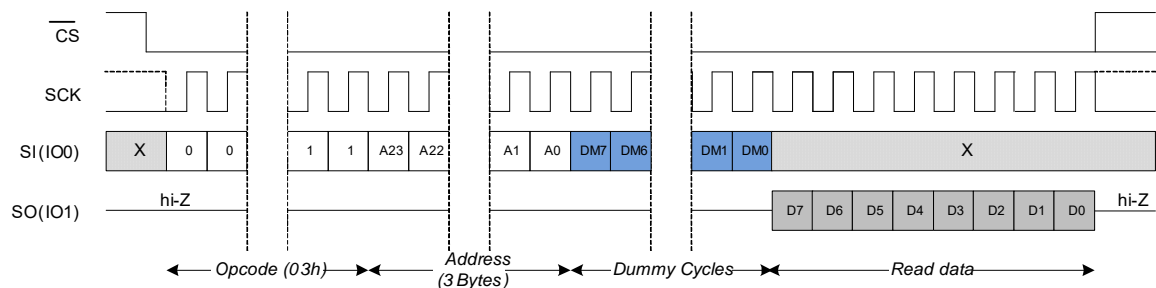 CS
SCK
SI(IO0) X 0 0 1 1 A23 A22 A1 A0 DM7 DM6 DM1 DM0 X
hi-Z
SO(IO1) D7 D6 D5 D4 D3 D2 D1 D0 hi-Z
Opcode (03h) Address Dummy Cycles Read data
(3 Bytes)